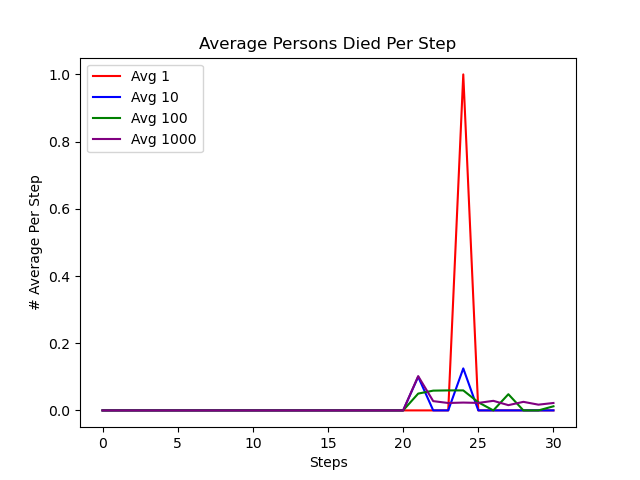 Average Persons Died Per Step
Avg 1
Avg 10
Avg 100
Avg 1000
# Average Per Step
1.0
0.8
0.6
0.4
0.2
0.0
0 5 10 15 20 25 30
Steps